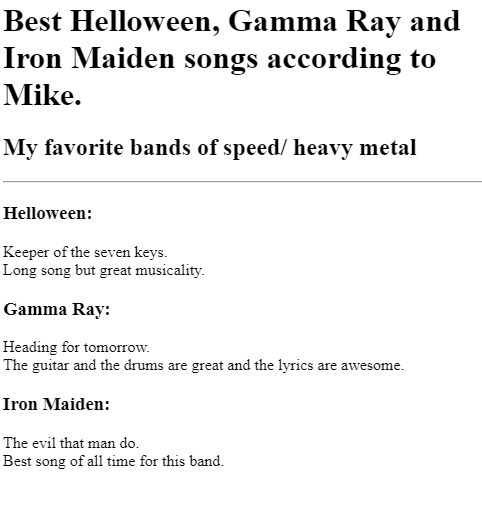 Best Helloween, Gamma Ray and
Iron Maiden songs according to
Mike.
My favorite bands of speed/ heavy metal
Helloween:
Keeper of the seven keys.
Long song but great musicality.
Gamma Ray:
Heading for tomorrow.
The guitar and the drums are great and the lyrics are awesome.
Iron Maiden:
The evil that man do.
Best song of all time for this band.